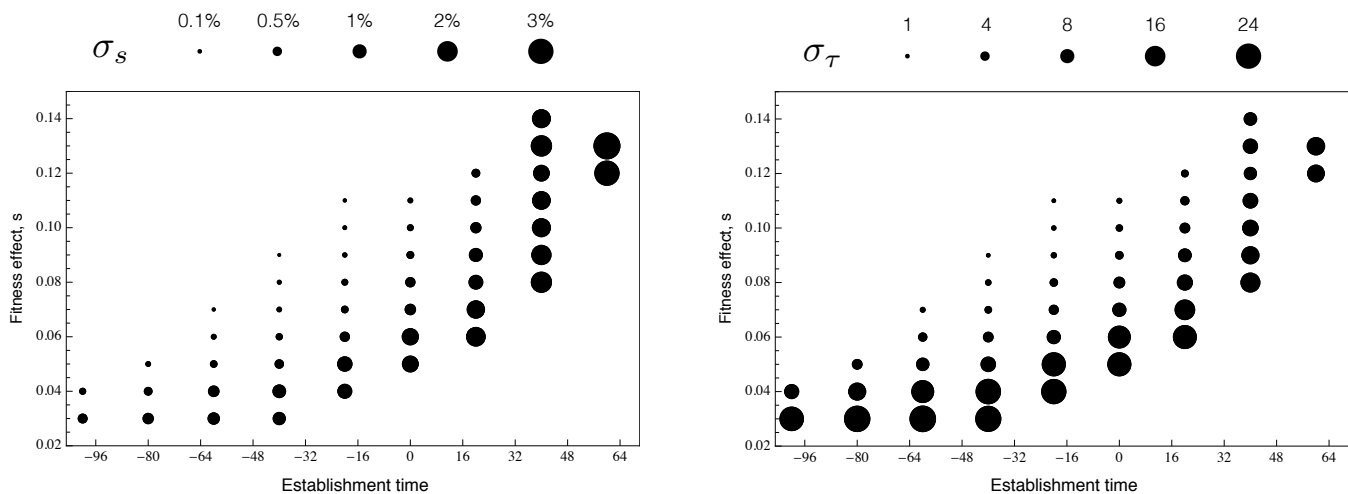 0.1% 0.5% 1% 2% 3%
σs
0.14
0.12
0.10
0.08
0.06
0.04
0.02
Fitness effect, s
−96 −80 −64 −48 −32 −16 0 16 32 48 64
Establishment time
1 4 8 16 24
στ
0.14
0.12
0.10
0.08
0.06
0.04
0.02
Fitness effect, s
−96 −80 −64 −48 −32 −16 0 16 32 48 64
Establishment time